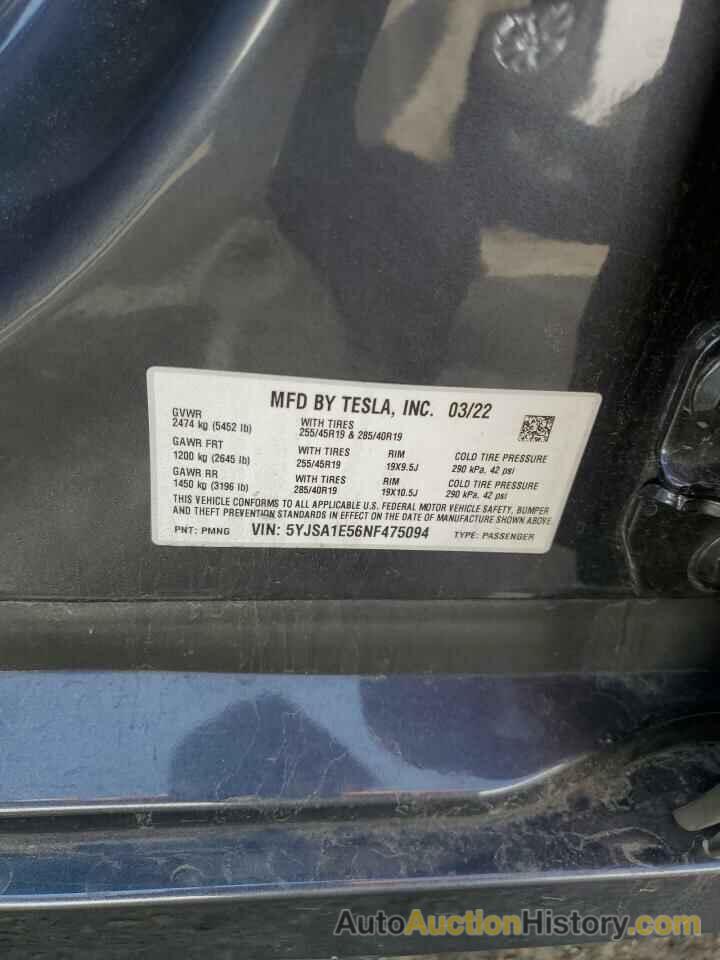 MFD BY TESLA, INC. 03/22
GVWR
2474 kg (5452 lb)
WITH TIRES
255/45R19 & 285/40R19
GAWR FRT
1200 kg (2645 lb)
WITH TIRES
255/45R19
RIM
19X9.5J
COLD TIRE PRESSURE
290 kPa, 42 psi
GAWR RR
1450 kg (3196 lb)
WITH TIRES
285/40R19
RIM
19X10.5J
COLD TIRE PRESSURE
290 kPa, 42 psi
THIS VEHICLE CONFORMS TO ALL APPLICABLE U.S. FEDERAL MOTOR VEHICLE SAFETY, BUMPER
AND THEFT PREVENTION STANDARDS IN EFFECT ON THE DATE OF MANUFACTURE SHOWN ABOVE.
PNT: PMNG VIN: 5YJSA1E56NF475094 TYPE: PASSENGER
AutoAuctionHistory.com